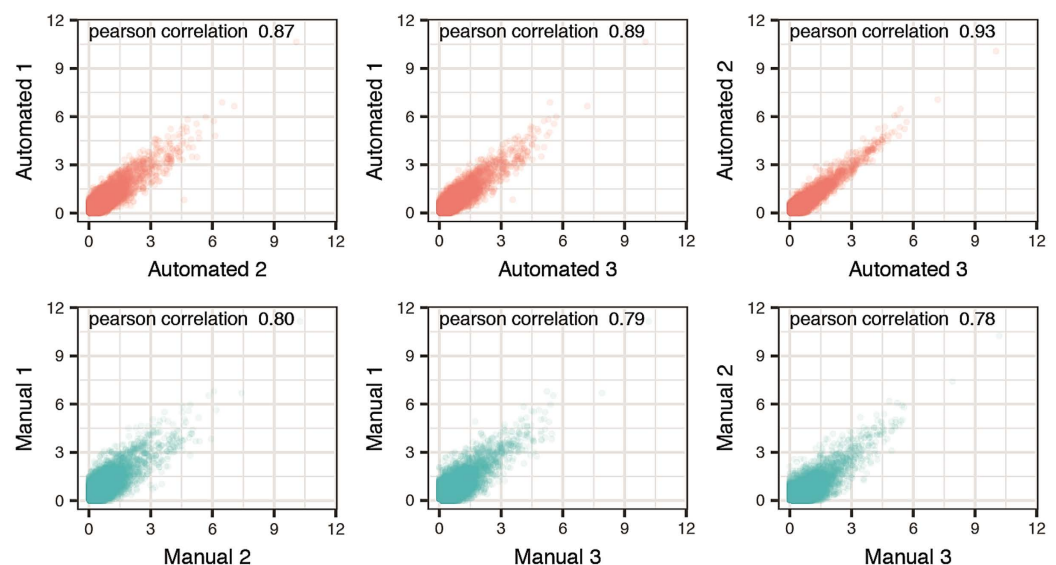 pearson correlation 0.87
12
9
6
3
0
Automated 1
0 3 6 9 12
Automated 2
pearson correlation 0.89
12
9
6
3
0
Automated 1
0 3 6 9 12
Automated 3
pearson correlation 0.93
12
9
6
3
0
Automated 2
0 3 6 9 12
Automated 3
pearson correlation 0.80
12
9
6
3
0
Manual 1
0 3 6 9 12
Manual 2
pearson correlation 0.79
12
9
6
3
0
Manual 1
0 3 6 9 12
Manual 3
pearson correlation 0.78
12
9
6
3
0
Manual 2
0 3 6 9 12
Manual 3